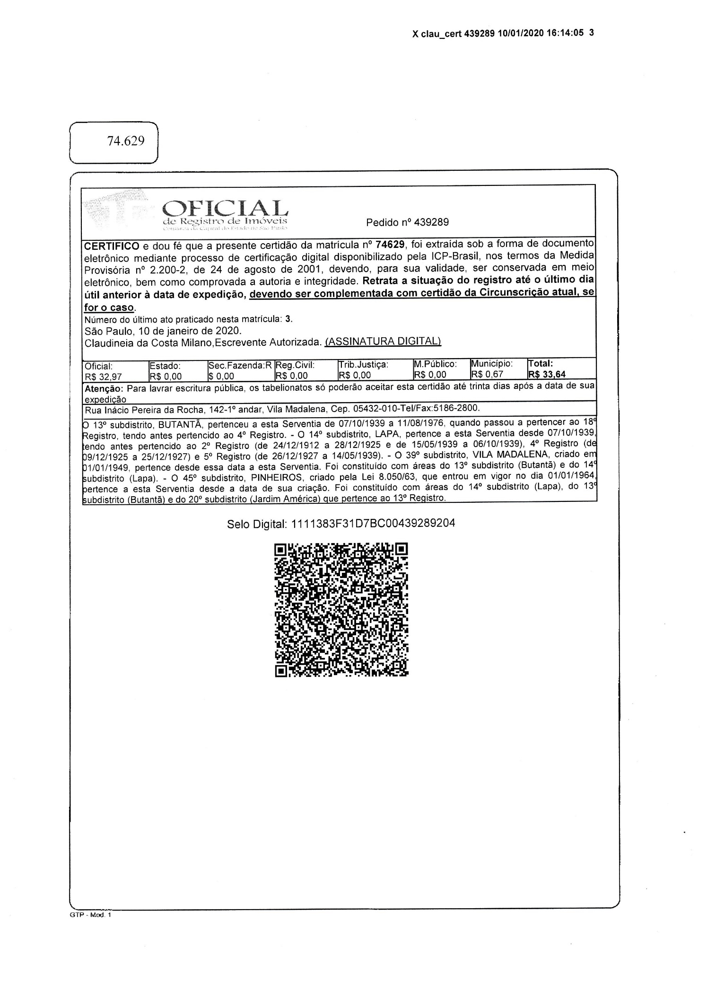 X clau_cert 439289 10/01/2020 16:14:05 3
74.629
OFICIAL
de Registro de Imóveis
Comarca da Capital do Estado de São Paulo
Pedido nº 439289
CERTIFICO e dou fé que a presente certidão da matrícula nº 74629, foi extraída sob a forma de documento
eletrônico mediante processo de certificação digital disponibilizado pela ICP-Brasil, nos termos da Medida
Provisória nº 2.200-2, de 24 de agosto de 2001, devendo, para sua validade, ser conservada em meio
eletrônico, bem como comprovada a autoria e integridade. Retrata a situação do registro até o último dia
útil anterior à data de expedição, devendo ser complementada com certidão da Circunscrição atual, se
for o caso.
Número do último ato praticado nesta matrícula: 3.
São Paulo, 10 de janeiro de 2020.
Claudineia da Costa Milano,Escrevente Autorizada. (ASSINATURA DIGITAL)
Oficial: Estado: Sec.Fazenda:R Reg.Civil: Trib.Justiça: M.Público: Município: Total:
R$ 32,97 R$ 0,00 $ 0,00 R$ 0,00 R$ 0,00 R$ 0,00 R$ 0,67 R$ 33,64
Atenção: Para lavrar escritura pública, os tabelionatos só poderão aceitar esta certidão até trinta dias após a data de sua
expedição
Rua Inácio Pereira da Rocha, 142-1º andar, Vila Madalena, Cep. 05432-010-Tel/Fax:5186-2800.
O 13º subdistrito, BUTANTÃ, pertenceu a esta Serventia de 07/10/1939 a 11/08/1976, quando passou a pertencer ao 18º
Registro, tendo antes pertencido ao 4º Registro. - O 14º subdistrito, LAPA, pertence a esta Serventia desde 07/10/1939,
tendo antes pertencido ao 2º Registro (de 24/12/1912 a 28/12/1925 e de 15/05/1939 a 06/10/1939), 4º Registro (de
09/12/1925 a 25/12/1927) e 5º Registro (de 26/12/1927 a 14/05/1939). - O 39º subdistrito, VILA MADALENA, criado em
01/01/1949, pertence desde essa data a esta Serventia. Foi constituído com áreas do 13º subdistrito (Butantã) e do 14º
subdistrito (Lapa). - O 45º subdistrito, PINHEIROS, criado pela Lei 8.050/63, que entrou em vigor no dia 01/01/1964,
pertence a esta Serventia desde a data de sua criação. Foi constituído com áreas do 14º subdistrito (Lapa), do 13º
subdistrito (Butantã) e do 20º subdistrito (Jardim América) que pertence ao 13º Registro.
Selo Digital: 1111383F31D7BC00439289204
GTP - Mod. 1